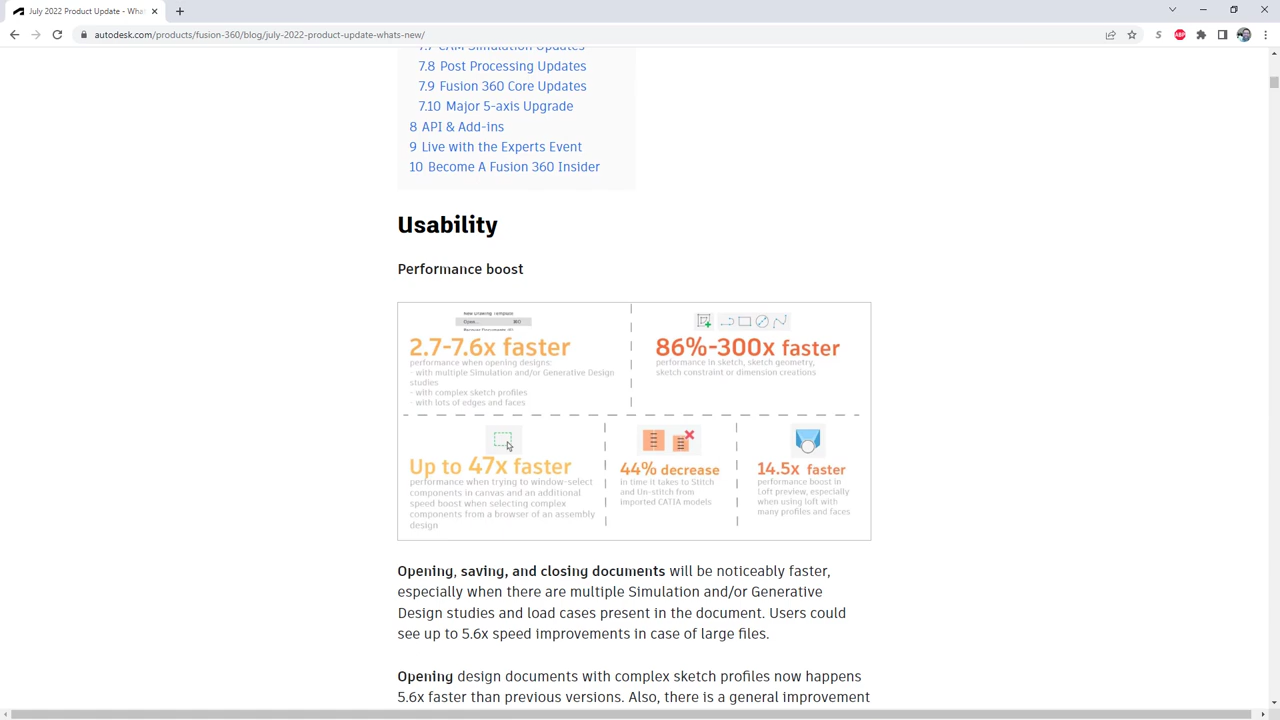 July 2022 Product Update - Wha
autodesk.com/products/fusion-360/blog/july-2022-product-update-whats-new/
7.7 CAM Simulation Updates
7.8 Post Processing Updates
7.9 Fusion 360 Core Updates
7.10 Major 5-axis Upgrade
8 API & Add-ins
9 Live with the Experts Event
10 Become A Fusion 360 Insider
Usability
Performance boost
New Drawing Template
Open...
2.7-7.6x faster
performance when opening designs:
- with multiple Simulation and/or Generative Design
studies
- with complex sketch profiles
- with lots of edges and faces
86%-300x faster
performance in sketch, sketch geometry,
sketch constraint or dimension creations
Up to 47x faster
performance when trying to window-select
components in canvas and an additional
speed boost when selecting complex
components from a browser of an assembly
design
44% decrease
in time it takes to Stitch
and Un-stitch from
imported CATIA models
14.5x faster
performance boost in
Loft preview, especially
when using loft with
many profiles and faces
Opening, saving, and closing documents will be noticeably faster,
especially when there are multiple Simulation and/or Generative
Design studies and load cases present in the document. Users could
see up to 5.6x speed improvements in case of large files.
Opening design documents with complex sketch profiles now happens
5.6x faster than previous versions. Also, there is a general improvement